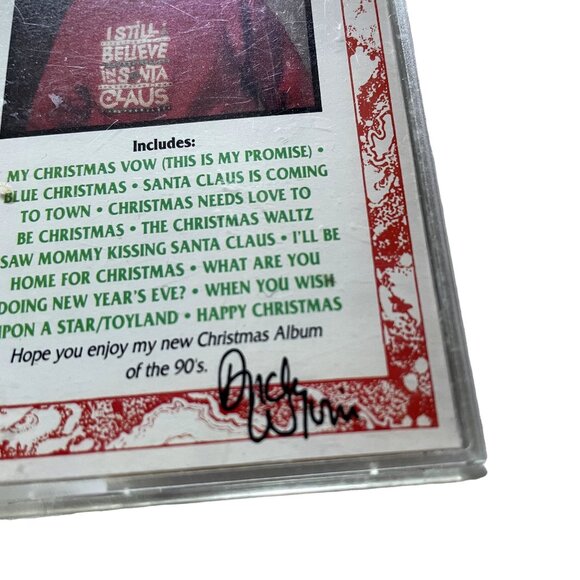 I STILL
BELIEVE
IN SANTA
CLAUS
Includes:
MY CHRISTMAS VOW (THIS IS MY PROMISE) •
BLUE CHRISTMAS • SANTA CLAUS IS COMING
TO TOWN • CHRISTMAS NEEDS LOVE TO
BE CHRISTMAS • THE CHRISTMAS WALTZ
SAW MOMMY KISSING SANTA CLAUS • I'LL BE
HOME FOR CHRISTMAS • WHAT ARE YOU
DOING NEW YEAR'S EVE? • WHEN YOU WISH
UPON A STAR/TOYLAND • HAPPY CHRISTMAS
Hope you enjoy my new Christmas Album
of the 90's.